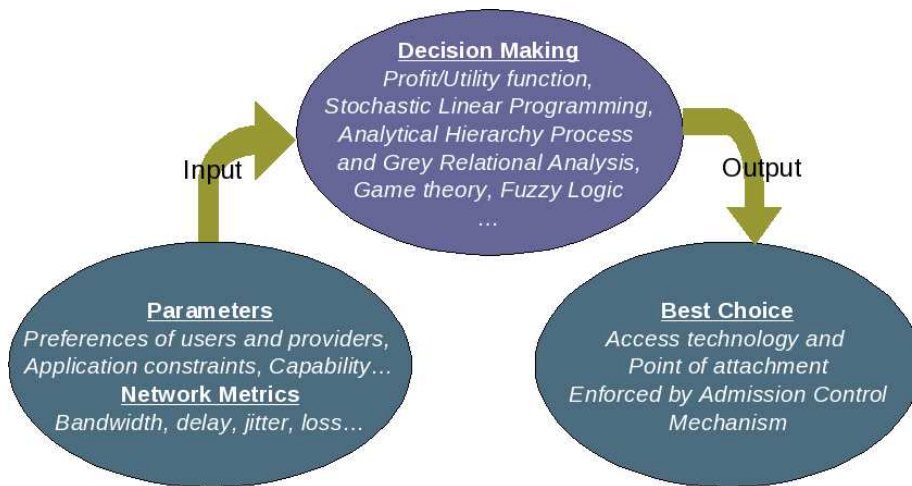 Decision Making
Profit/Utility function,
Stochastic Linear Programming,
Analytical Hierarchy Process
and Grey Relational Analysis,
Game theory, Fuzzy Logic
...
Input
Output
Parameters
Preferences of users and providers,
Application constraints, Capability...
Network Metrics
Bandwidth, delay, jitter, loss...
Best Choice
Access technology and
Point of attachment
Enforced by Admission Control
Mechanism